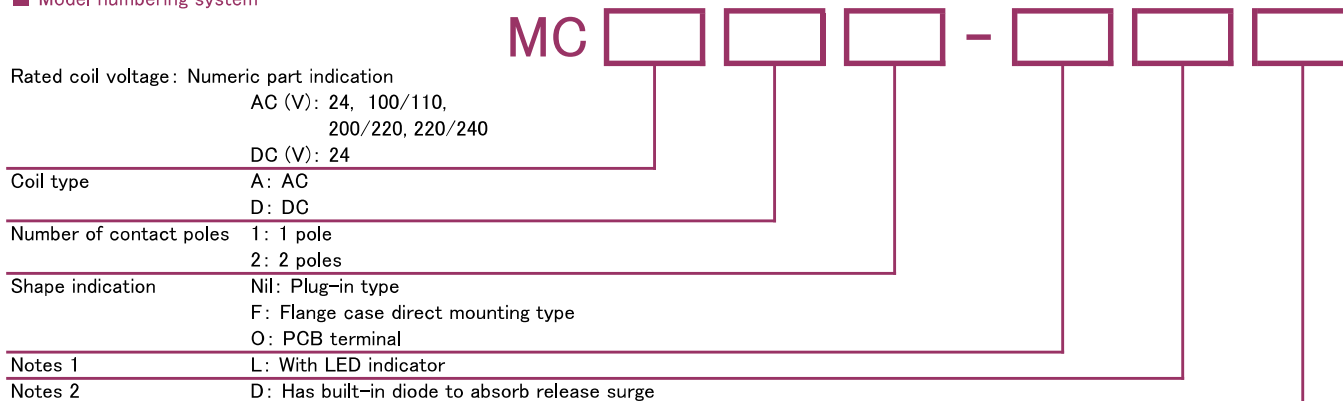 ■ Model numbering system
MC -
Rated coil voltage: Numeric part indication
AC (V): 24, 100/110,
200/220, 220/240
DC (V): 24
Coil type A: AC
D: DC
Number of contact poles 1: 1 pole
2: 2 poles
Shape indication Nil: Plug-in type
F: Flange case direct mounting type
O: PCB terminal
Notes 1 L: With LED indicator
Notes 2 D: Has built-in diode to absorb release surge